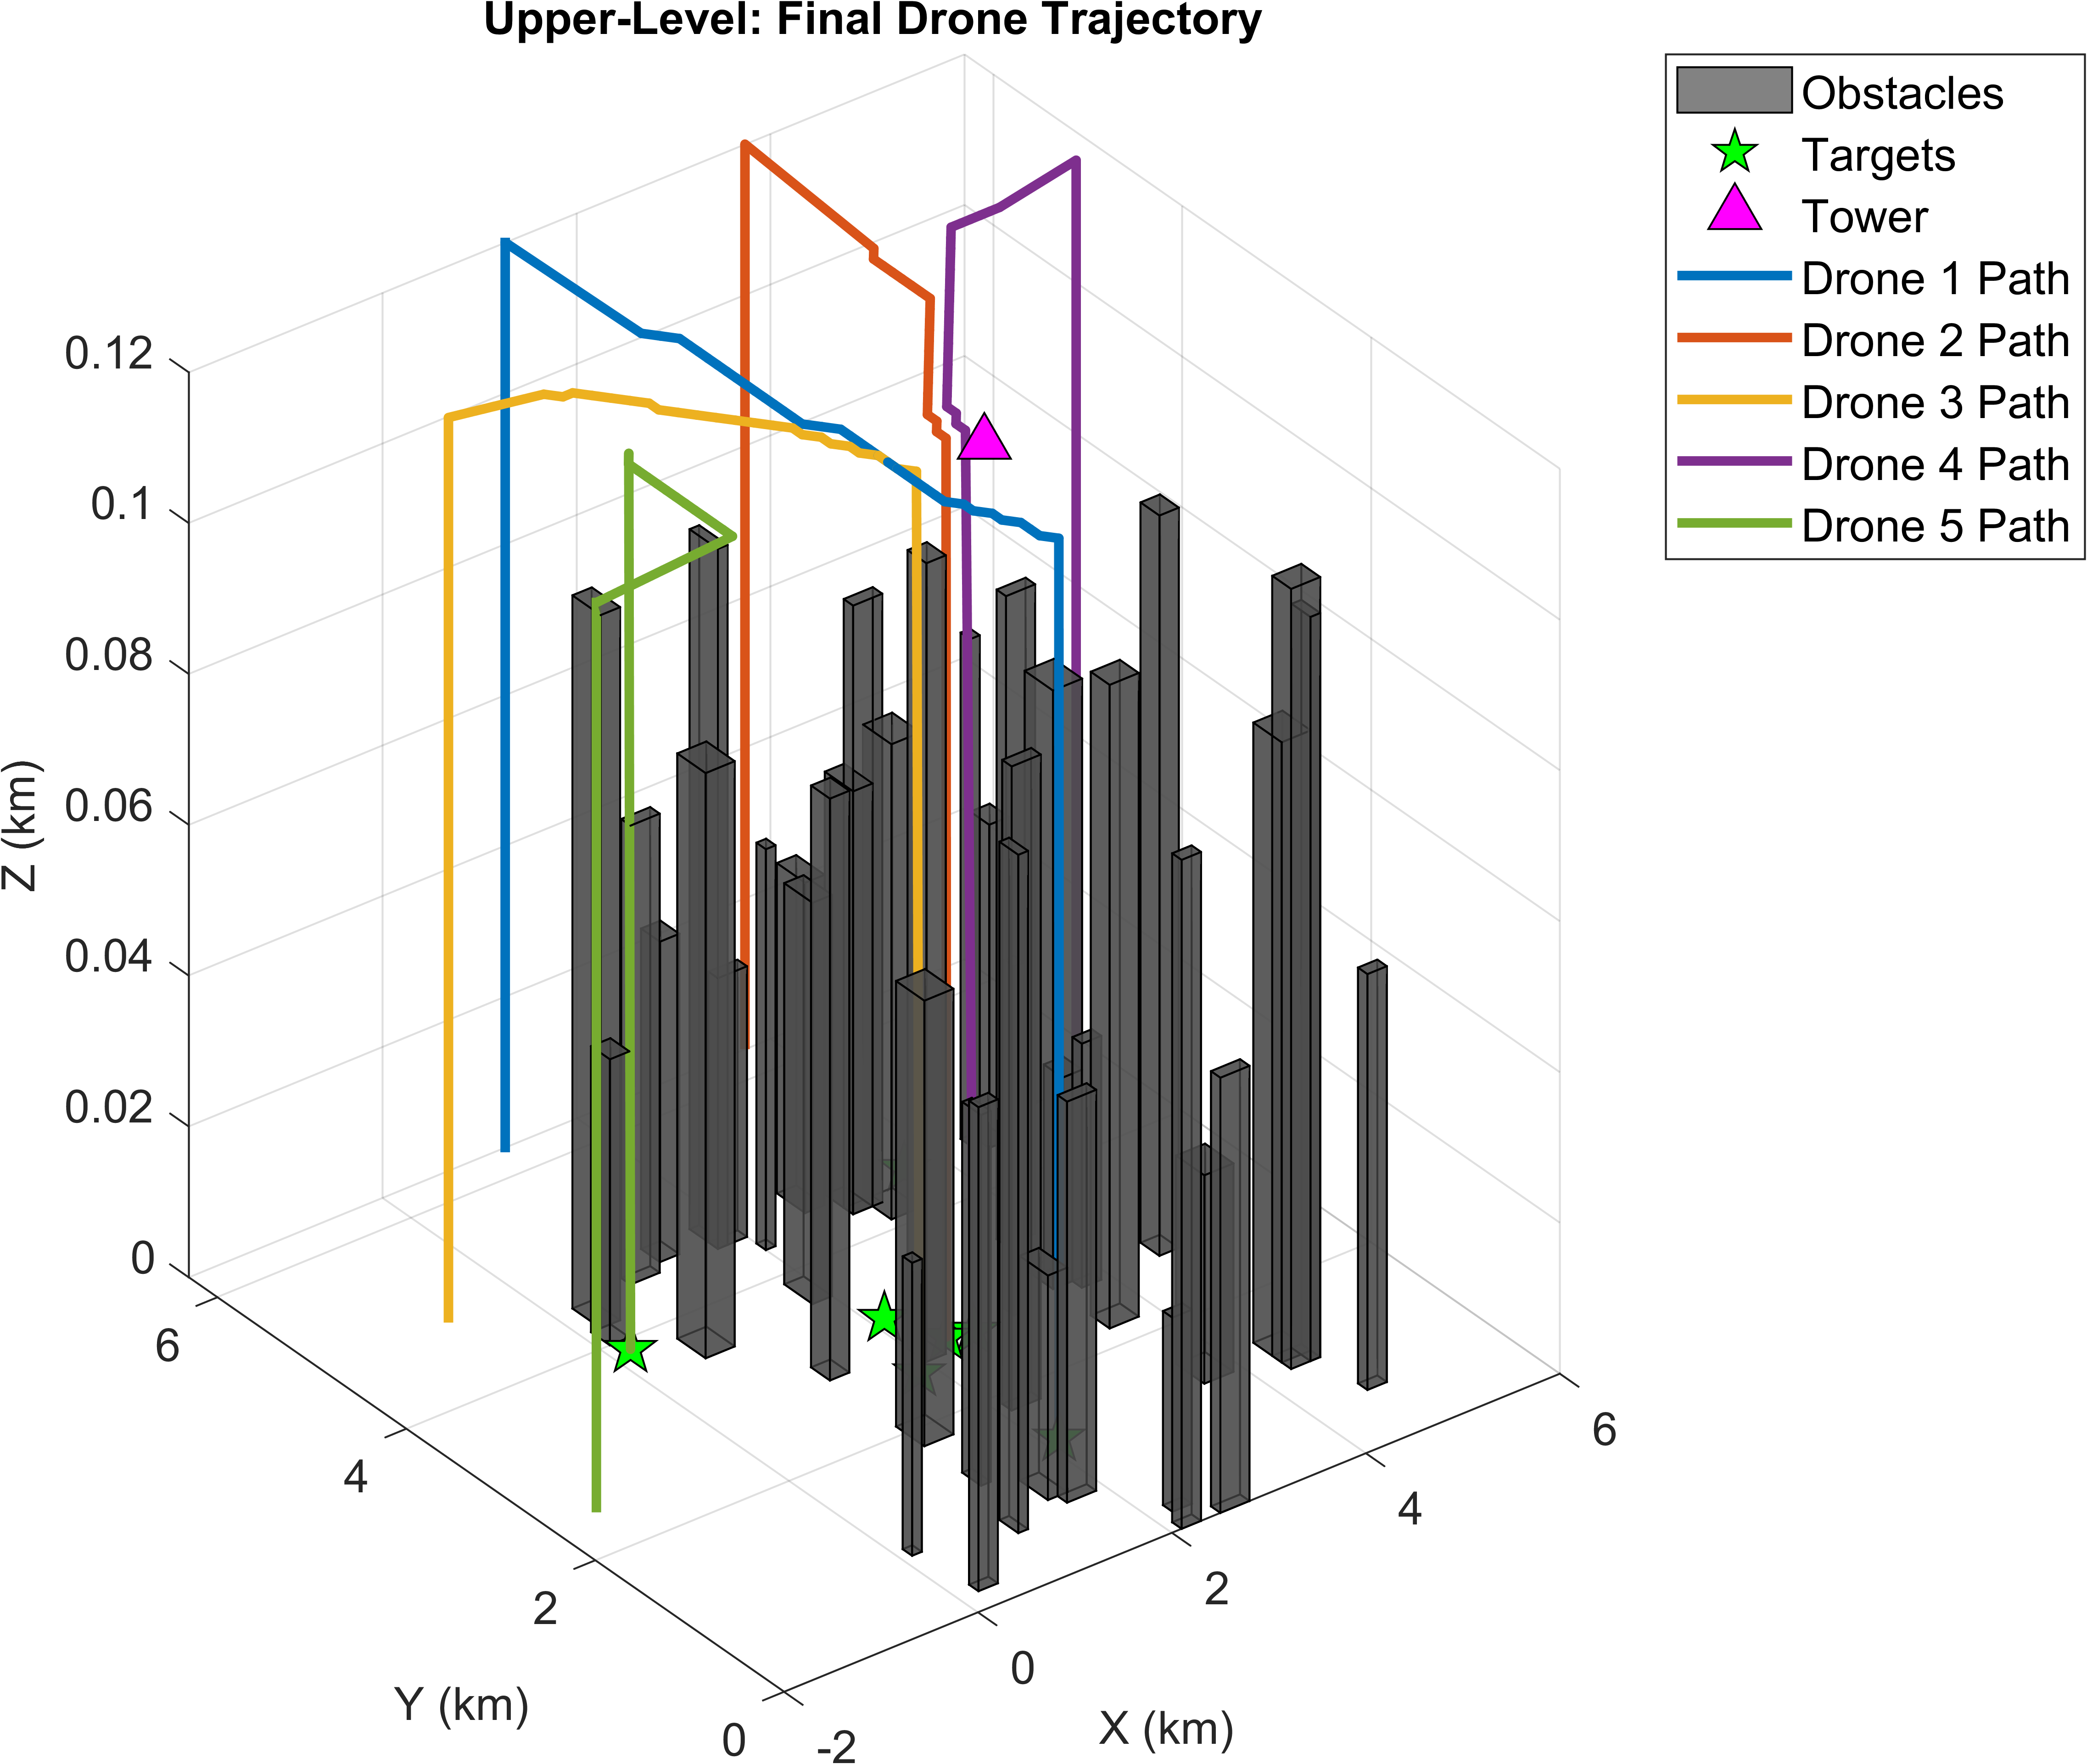 Upper-Level: Final Drone Trajectory
Obstacles
Targets
Tower
Drone 1 Path
Drone 2 Path
Drone 3 Path
Drone 4 Path
Drone 5 Path
0.12
0.1
0.08
0.06
0.04
0.02
0
Z (km)
6
4
2
0
Y (km)
-2
0
2
4
6
X (km)